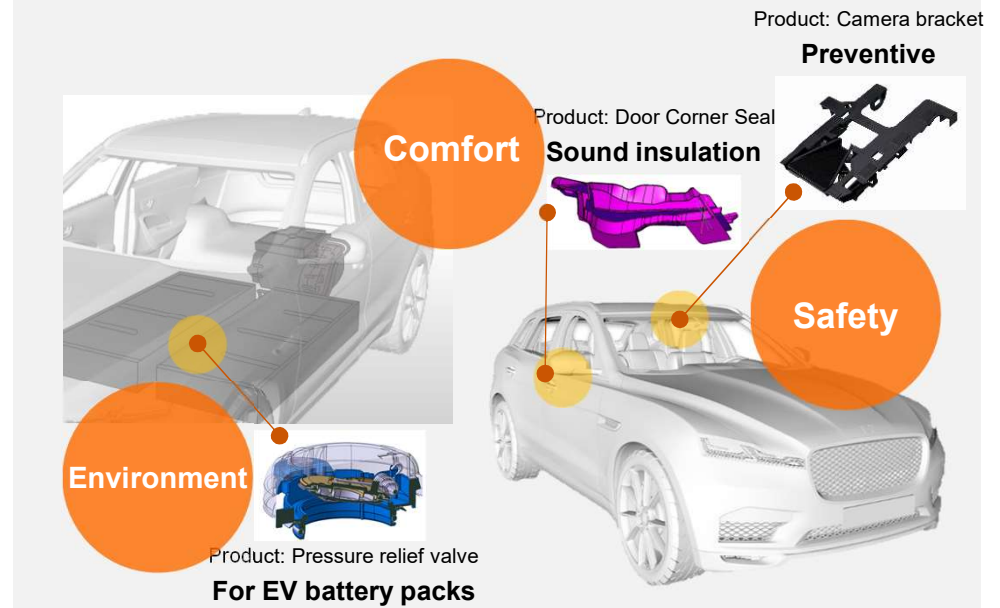 Product: Camera bracket
Preventive
Comfort
Product: Door Corner Seal
Sound insulation
Safety
Environment
Product: Pressure relief valve
For EV battery packs